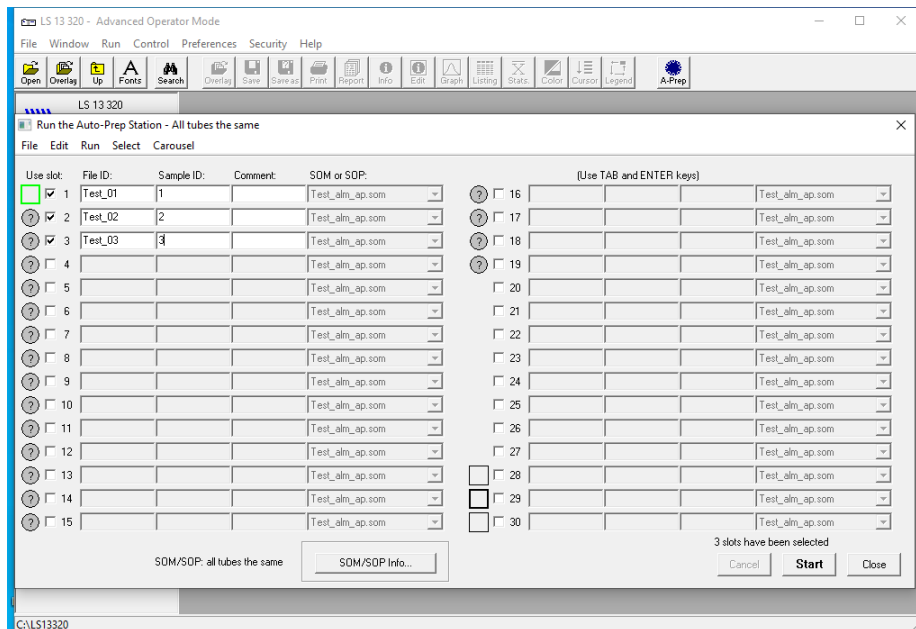 LS 13 320 - Advanced Operator Mode
File Window Run Control Preferences Security Help
Open Overlay Up Fonts Search Overlay Save Save as Print Report Info Edit Graph Listing Stats. Color Cursor Legend A-Prep
LS 13 320
Run the Auto-Prep Station - All tubes the same
File Edit Run Select Carousel
Use slot: File ID: Sample ID: Comment: SOM or SOP: (Use TAB and ENTER keys)
1 Test_01 1 Test_alm_ap.som ? 16 Test_alm_ap.som
? 2 Test_02 2 Test_alm_ap.som ? 17 Test_alm_ap.som
? 3 Test_03 3 Test_alm_ap.som ? 18 Test_alm_ap.som
? 4 Test_alm_ap.som ? 19 Test_alm_ap.som
? 5 Test_alm_ap.som 20 Test_alm_ap.som
? 6 Test_alm_ap.som 21 Test_alm_ap.som
? 7 Test_alm_ap.som 22 Test_alm_ap.som
? 8 Test_alm_ap.som 23 Test_alm_ap.som
? 9 Test_alm_ap.som 24 Test_alm_ap.som
? 10 Test_alm_ap.som 25 Test_alm_ap.som
? 11 Test_alm_ap.som 26 Test_alm_ap.som
? 12 Test_alm_ap.som 27 Test_alm_ap.som
? 13 Test_alm_ap.som 28 Test_alm_ap.som
? 14 Test_alm_ap.som 29 Test_alm_ap.som
? 15 Test_alm_ap.som 30 Test_alm_ap.som
3 slots have been selected
SOM/SOP: all tubes the same SOM/SOP Info... Cancel Start Close
C:\LS13320